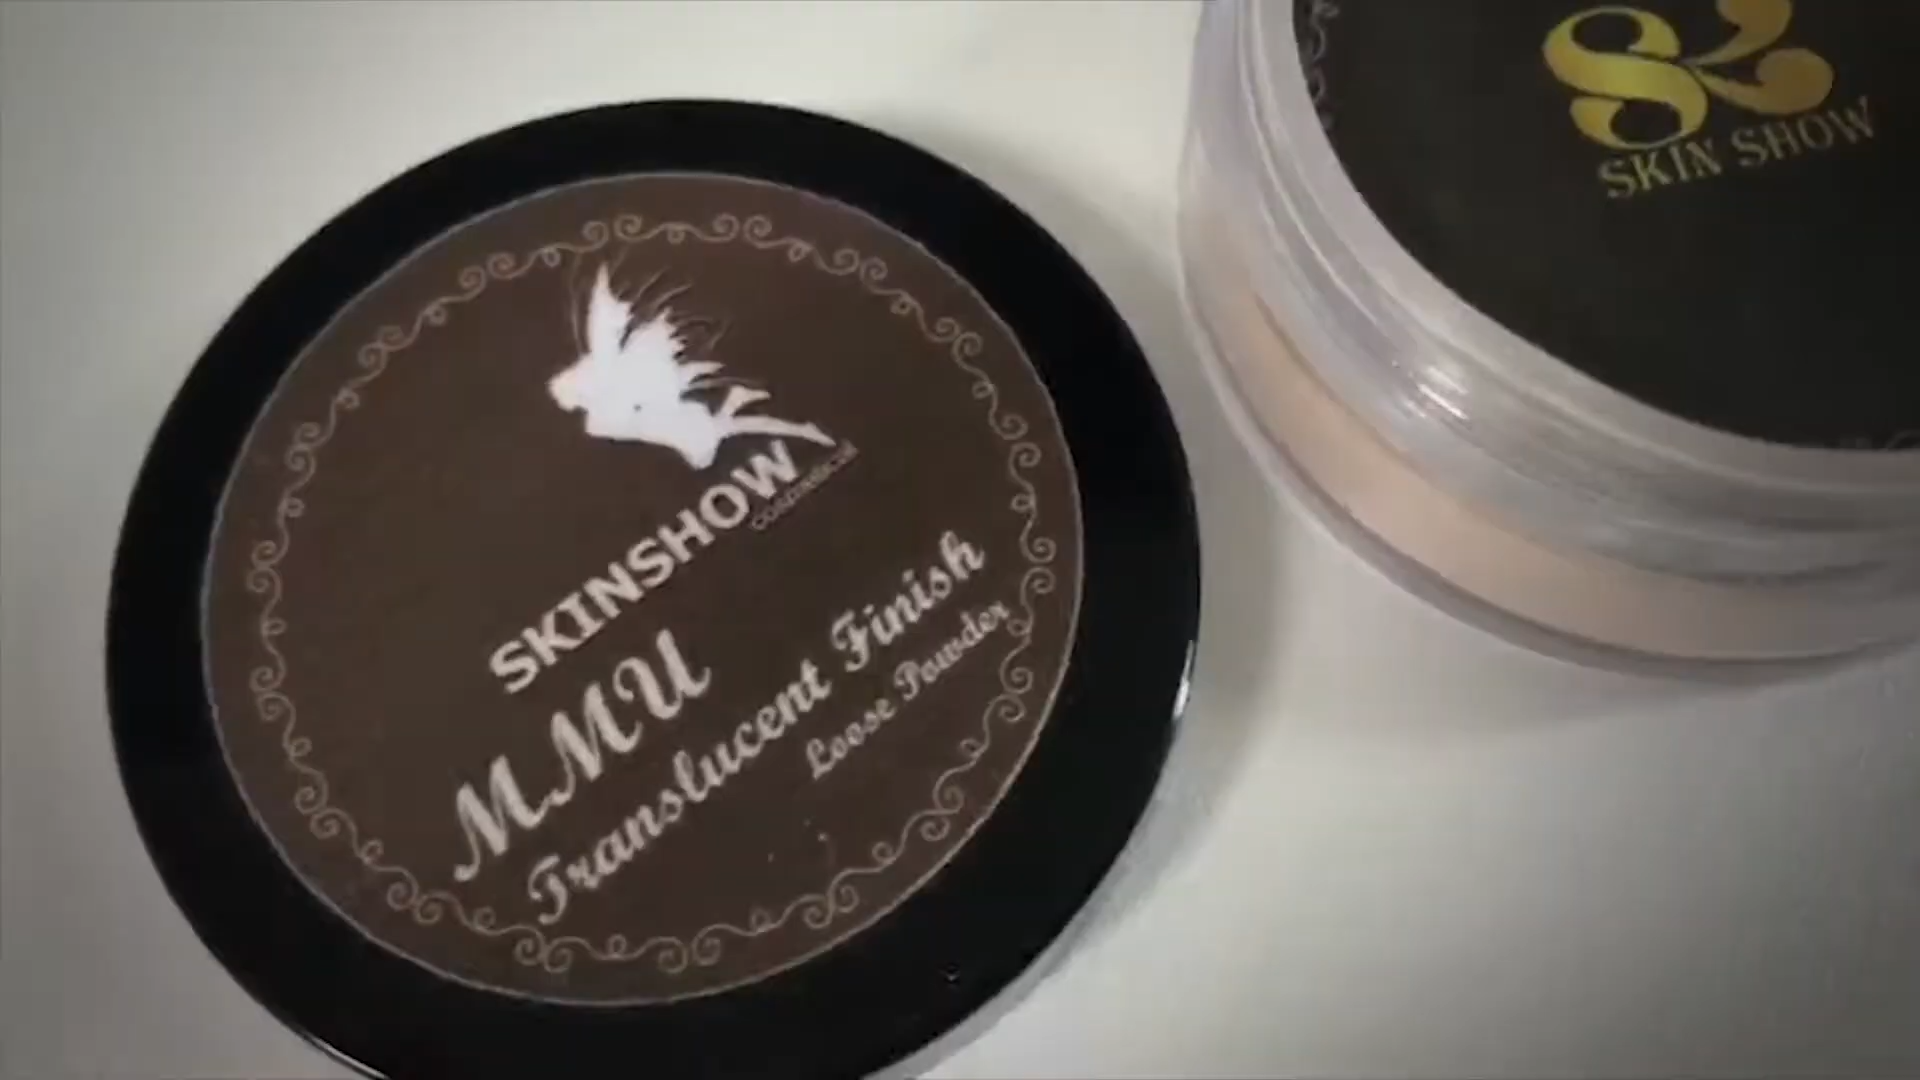 SKINSHOW
MMU
Translucent Finish
Loose Powder
SKIN SHOW